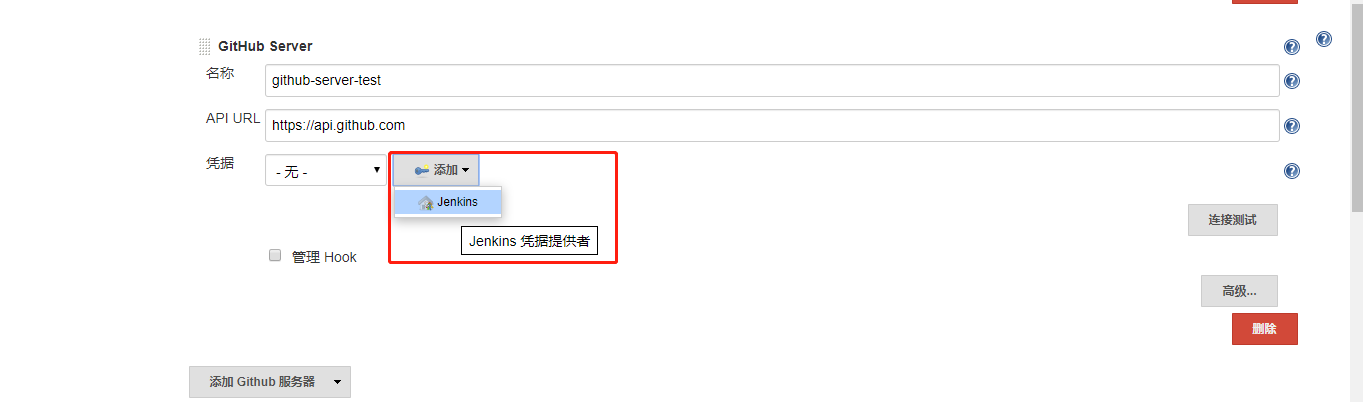 GitHub Server
名称
github-server-test
API URL
https://api.github.com
凭据
- 无 -
添加
Jenkins
连接测试
Jenkins 凭据提供者
管理 Hook
高级...
删除
添加 Github 服务器